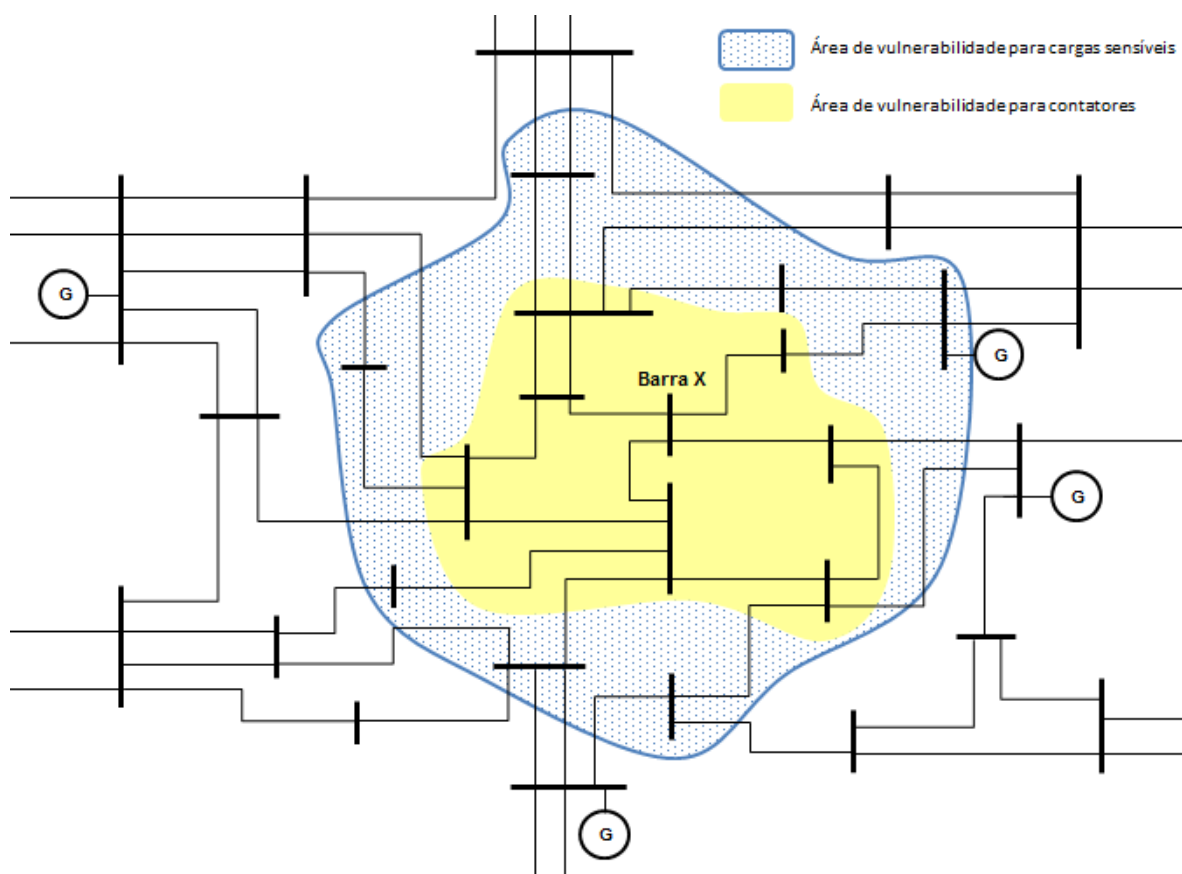 Área de vulnerabilidade para cargas sensíveis
Área de vulnerabilidade para contatores
G
G
Barra X
G
G